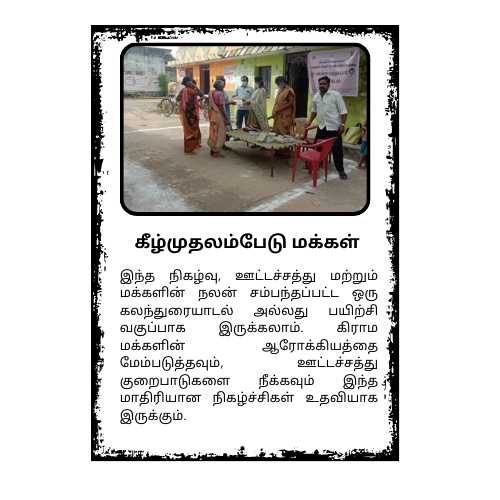 கீழ்முதலம்பேடு மக்கள்
இந்த நிகழ்வு, ஊட்டச்சத்து மற்றும்
மக்களின் நலன் சம்பந்தப்பட்ட ஒரு
கலந்துரையாடல் அல்லது பயிற்சி
வகுப்பாக இருக்கலாம். கிராம
மக்களின் ஆரோக்கியத்தை
மேம்படுத்தவும், ஊட்டச்சத்து
குறைபாடுகளை நீக்கவும் இந்த
மாதிரியான நிகழ்ச்சிகள் உதவியாக
இருக்கும்.